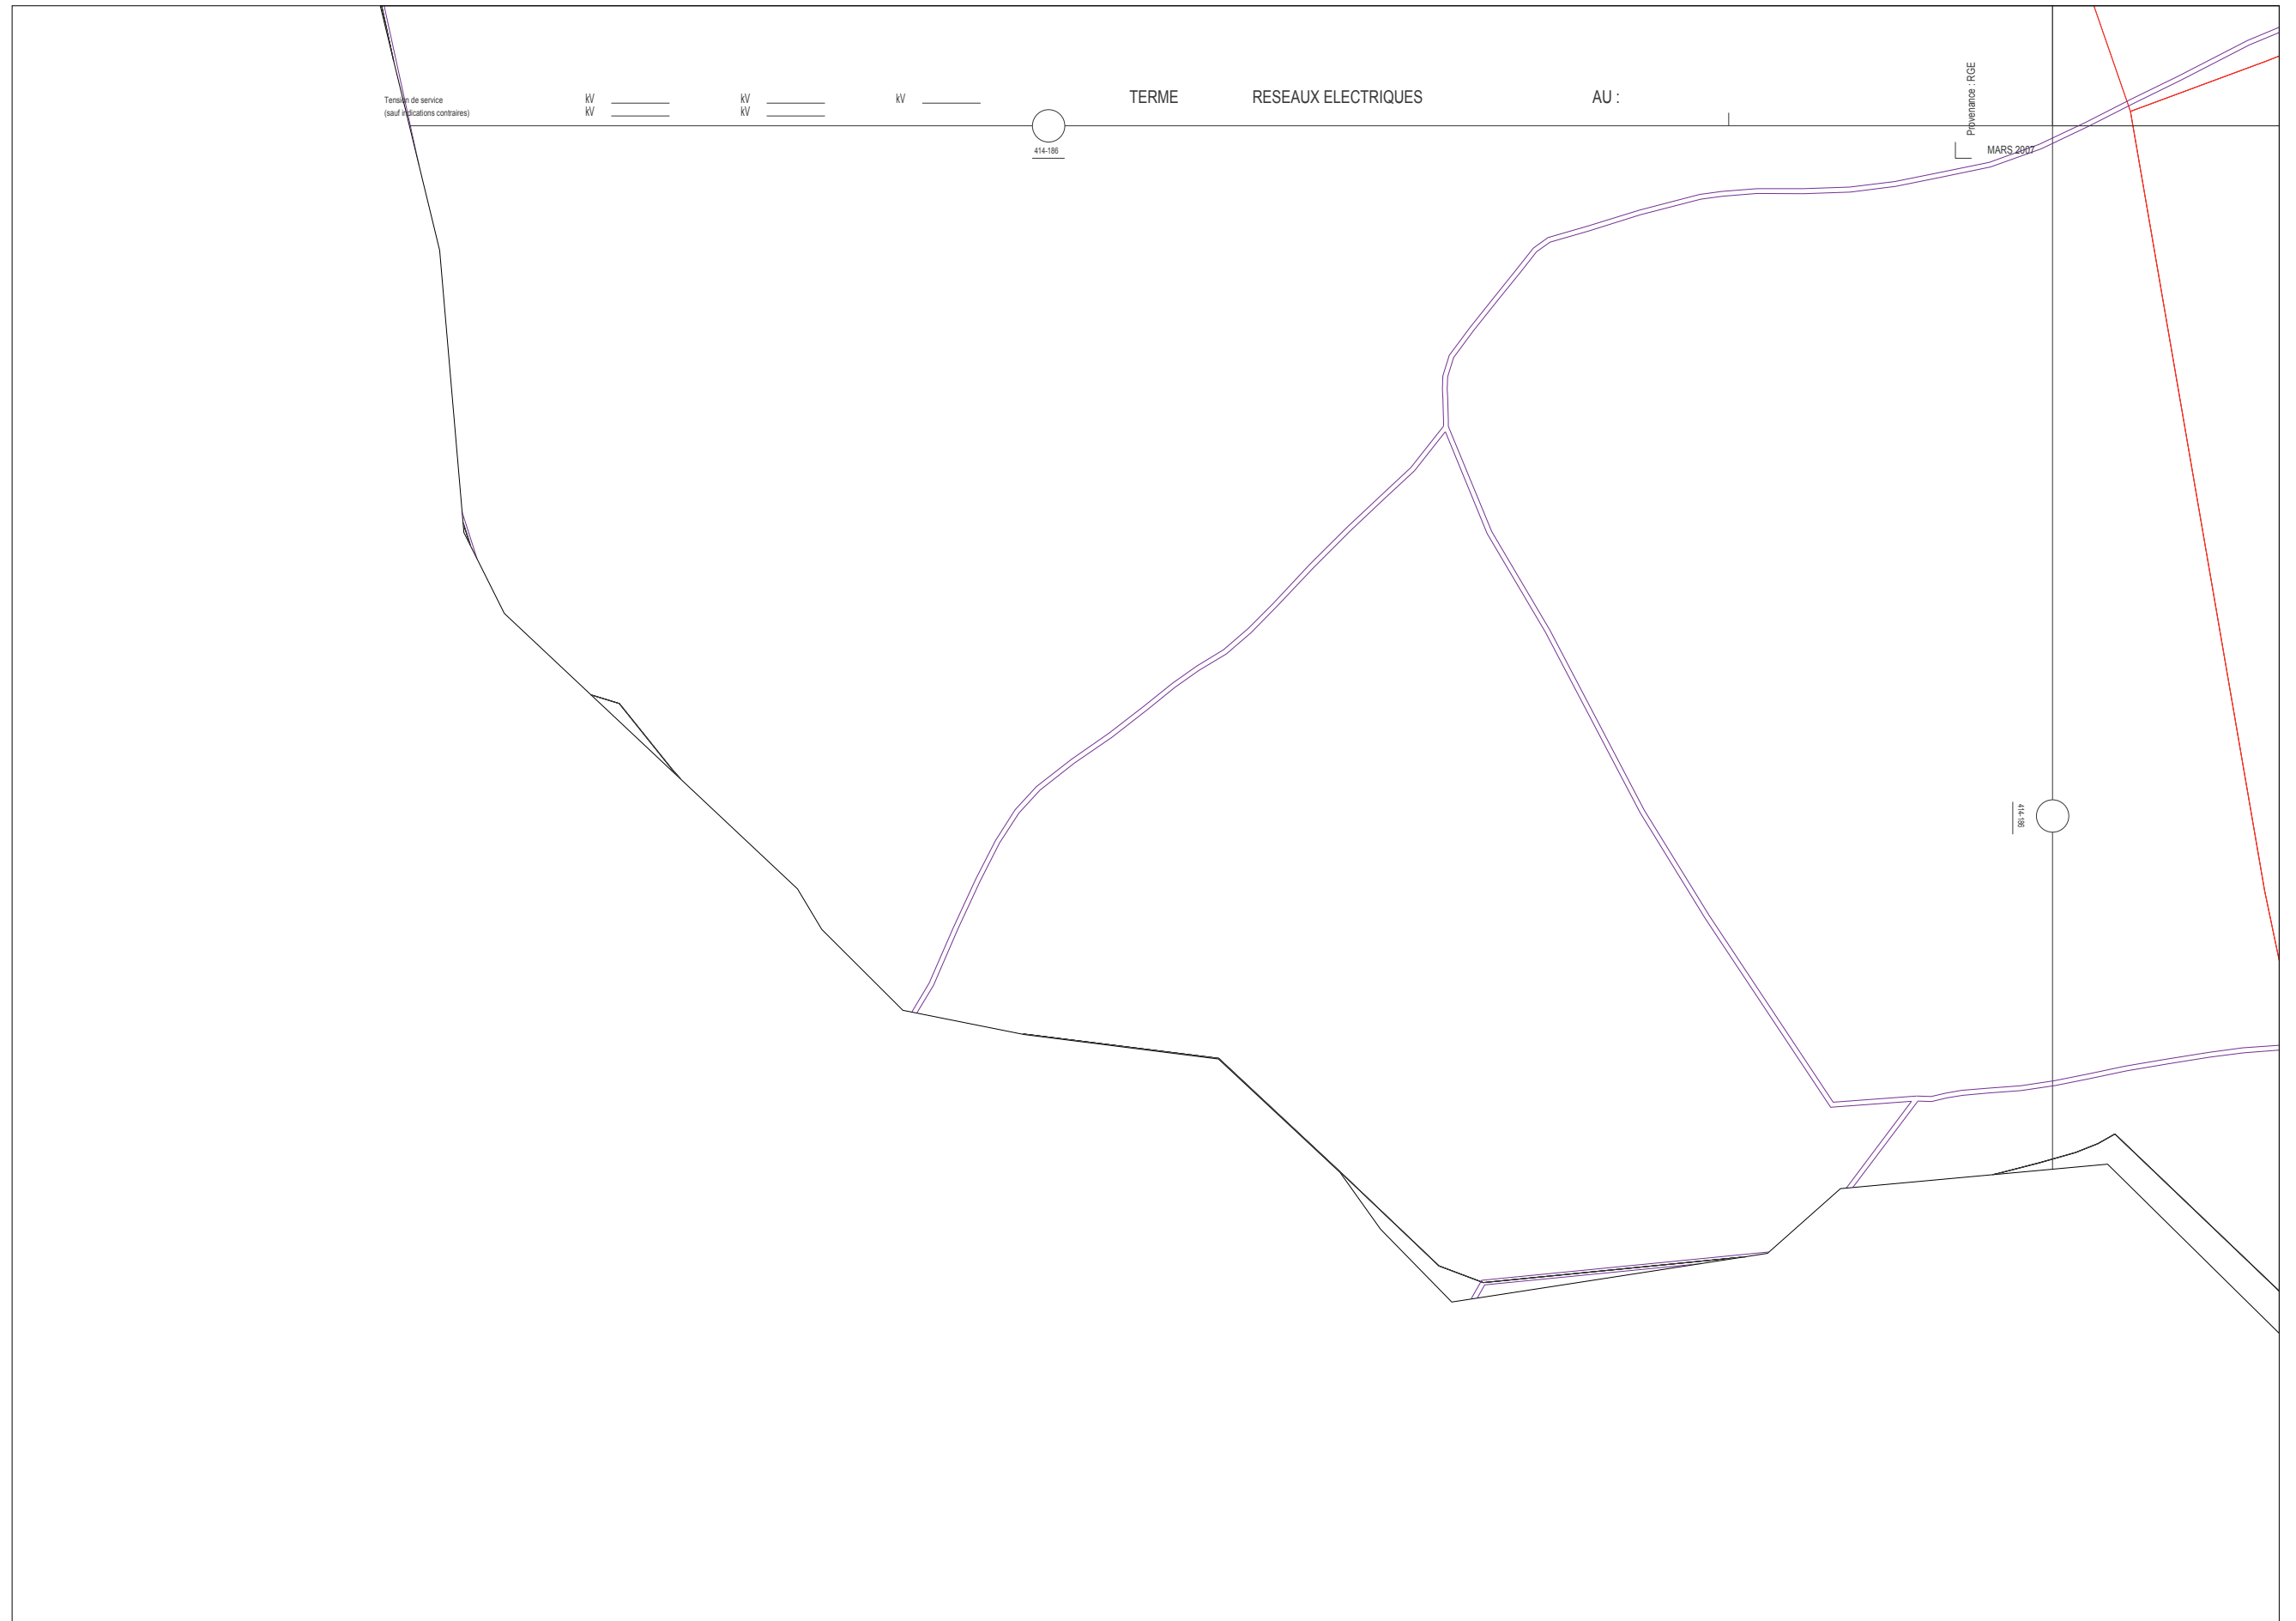 Provenance : RGE
TERME RESEAUX ELECTRIQUES AU :
Tension de service kV kV kV
(sauf indications contraires) kV kV
414-186
MARS 2007
414-186